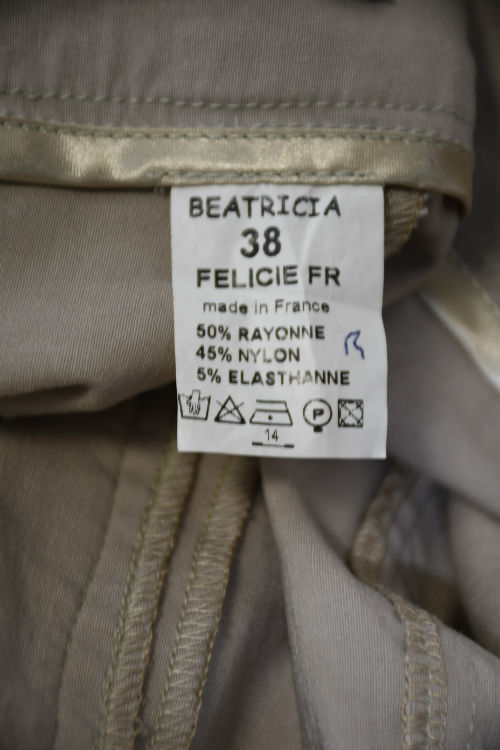 BEATRICIA
38
FELICIE FR
made in France
50% RAYONNE
45% NYLON
5% ELASTHANNE
P
14